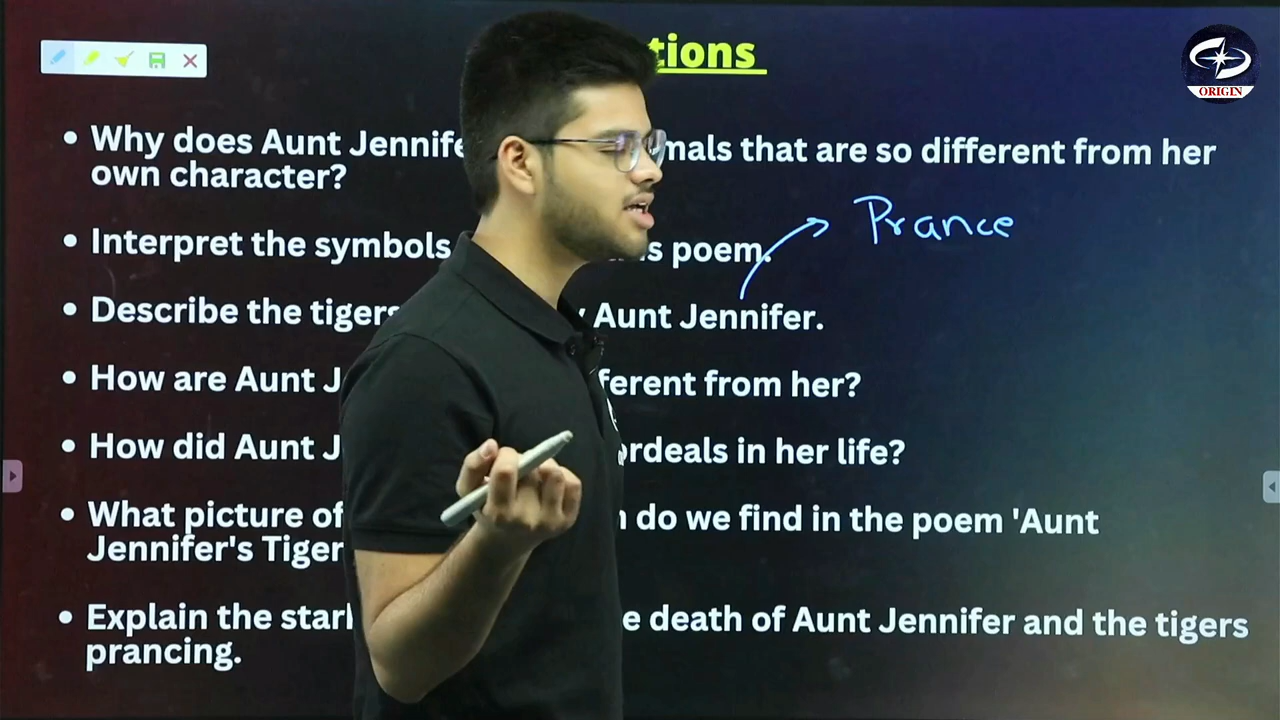 tions
ORIGIN
• Why does Aunt Jennife mals that are so different from her
own character?
Prance
• Interpret the symbols is poem.
• Describe the tigers Aunt Jennifer.
• How are Aunt J ferent from her?
• How did Aunt J ordeals in her life?
• What picture of do we find in the poem 'Aunt
Jennifer's Tiger
• Explain the star e death of Aunt Jennifer and the tigers
prancing.